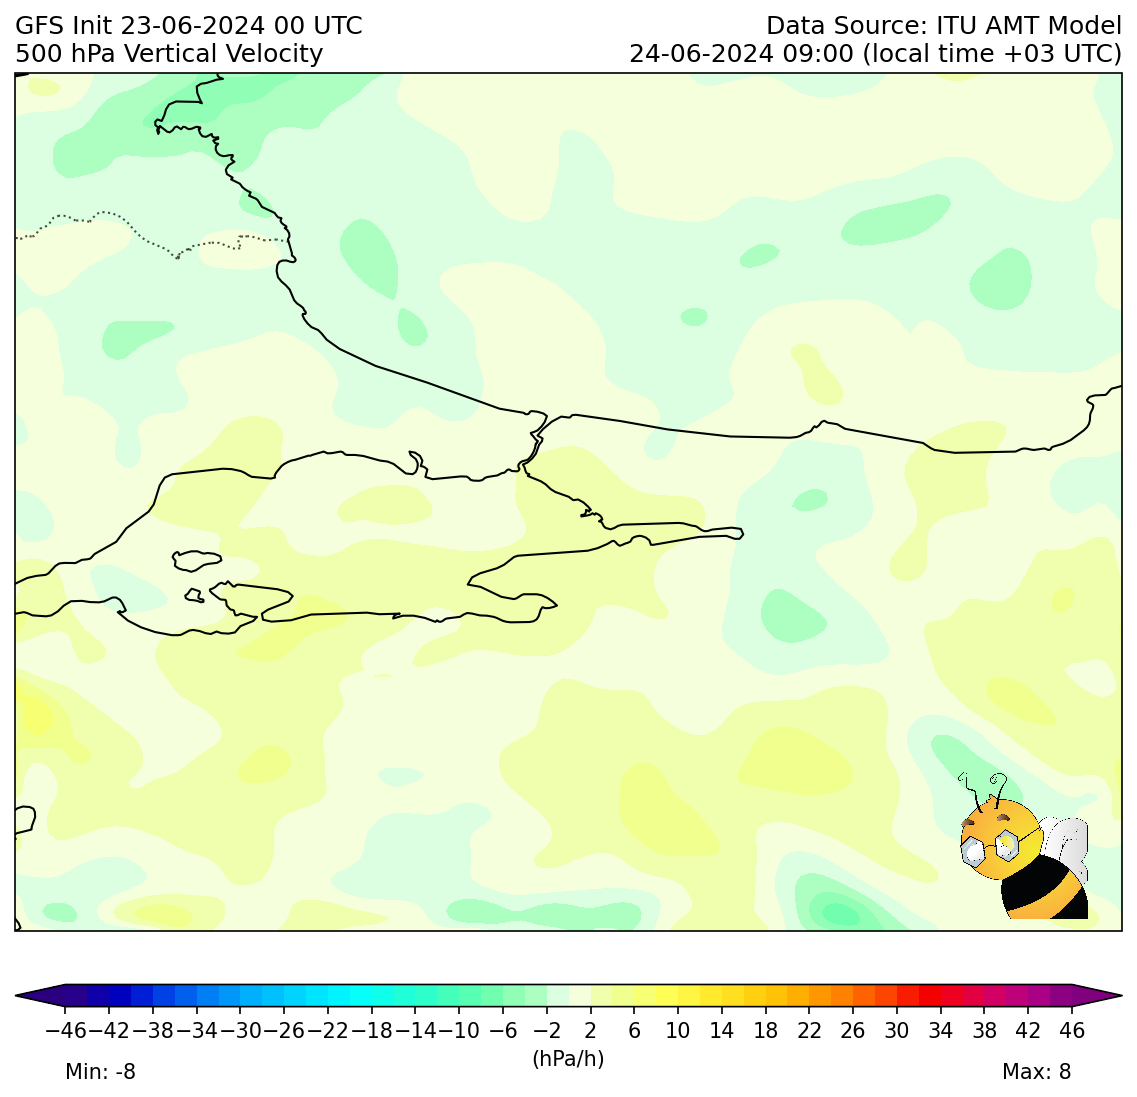 GFS Init 23-06-2024 00 UTC
500 hPa Vertical Velocity
Data Source: ITU AMT Model
24-06-2024 09:00 (local time +03 UTC)
−46 −42 −38 −34 −30 −26 −22 −18 −14 −10 −6 −2 2 6 10 14 18 22 26 30 34 38 42 46
(hPa/h)
Min: -8
Max: 8